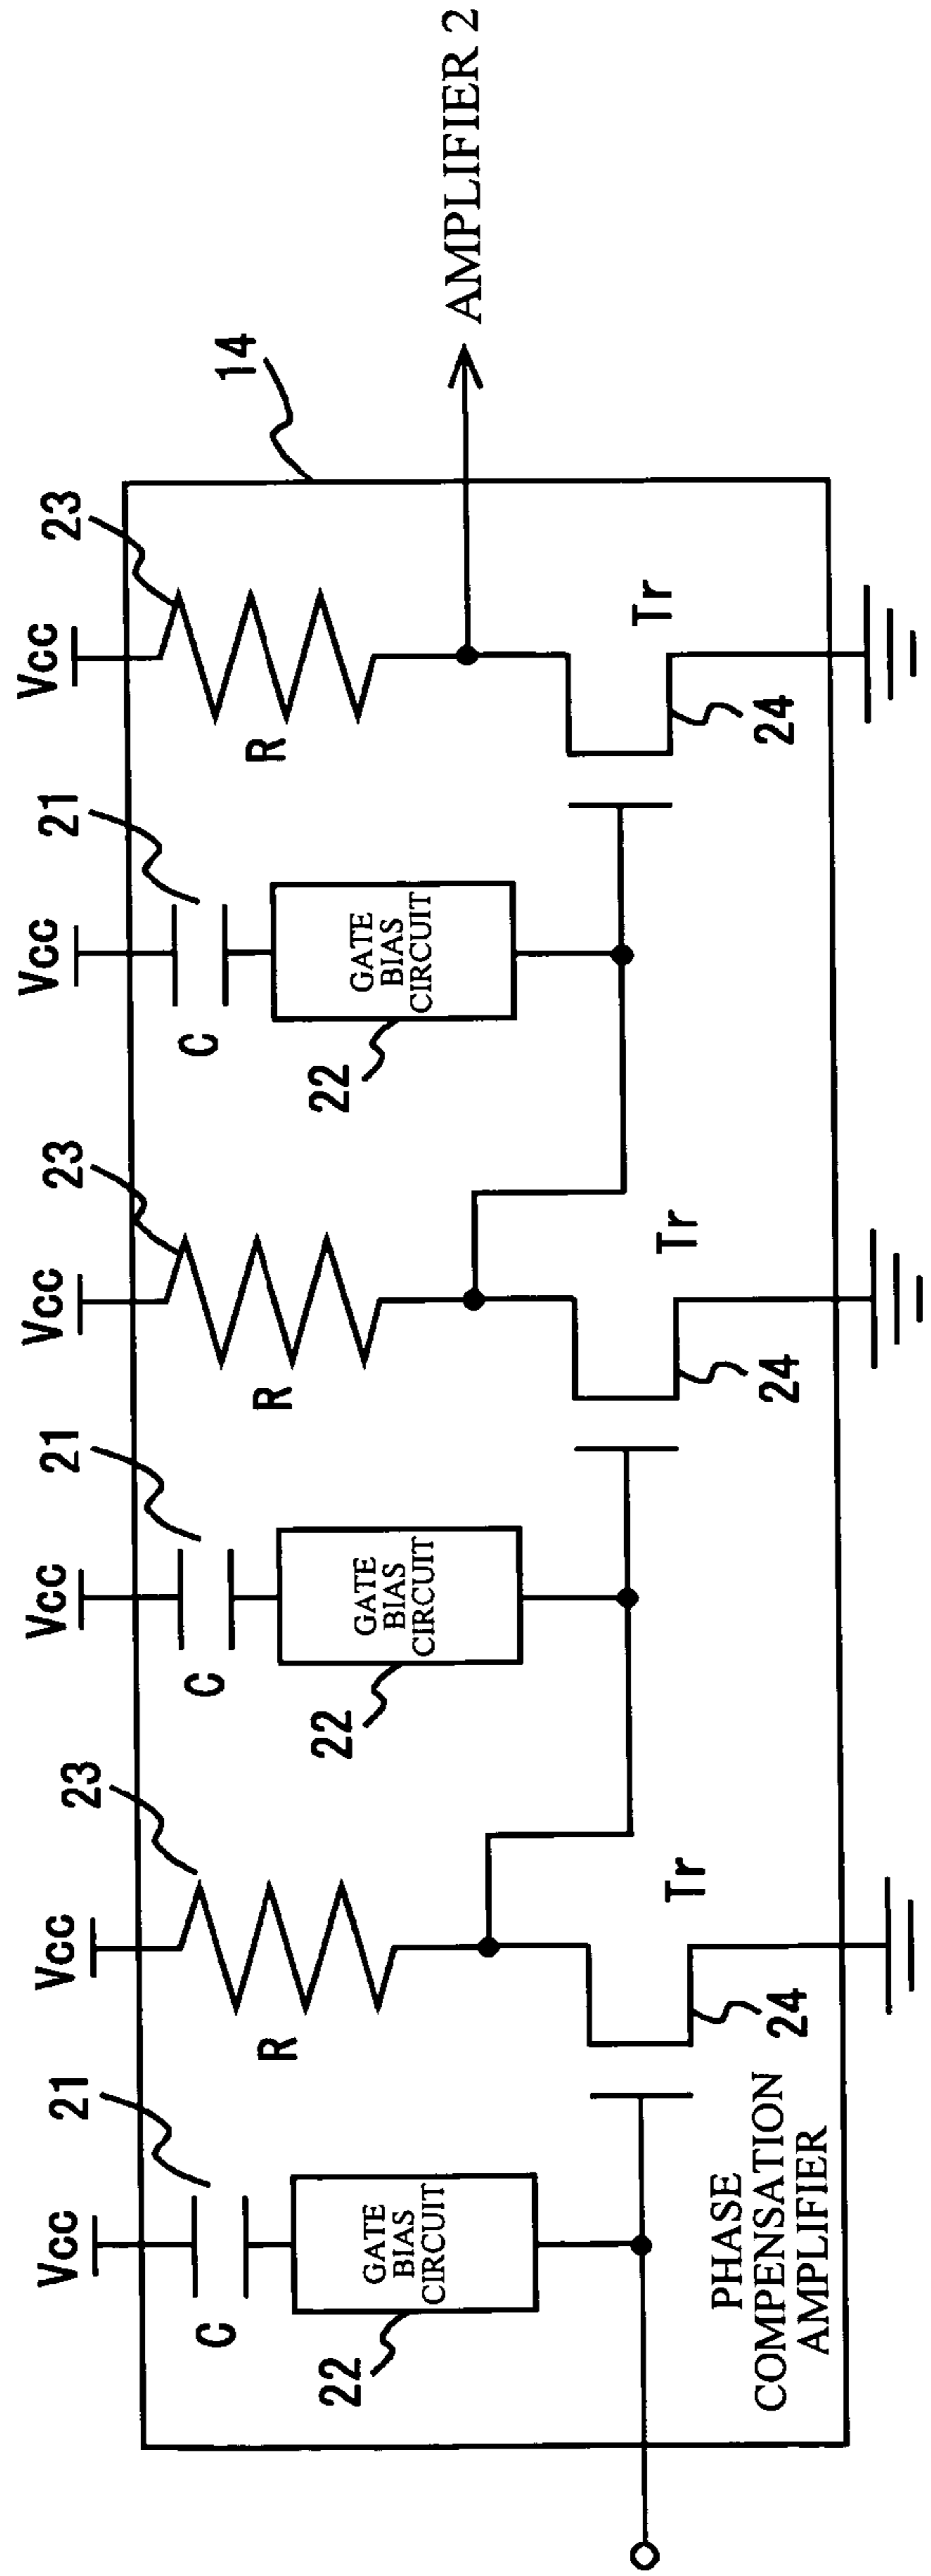 Vcc
21
Vcc
23
Vcc
21
Vcc
23
Vcc
21
Vcc
23
14
C
R
C
R
C
R
GATE
BIAS
CIRCUIT
GATE
BIAS
CIRCUIT
GATE
BIAS
CIRCUIT
22
22
22
AMPLIFIER 2
Tr
Tr
Tr
24
24
24
PHASE
COMPENSATION
AMPLIFIER